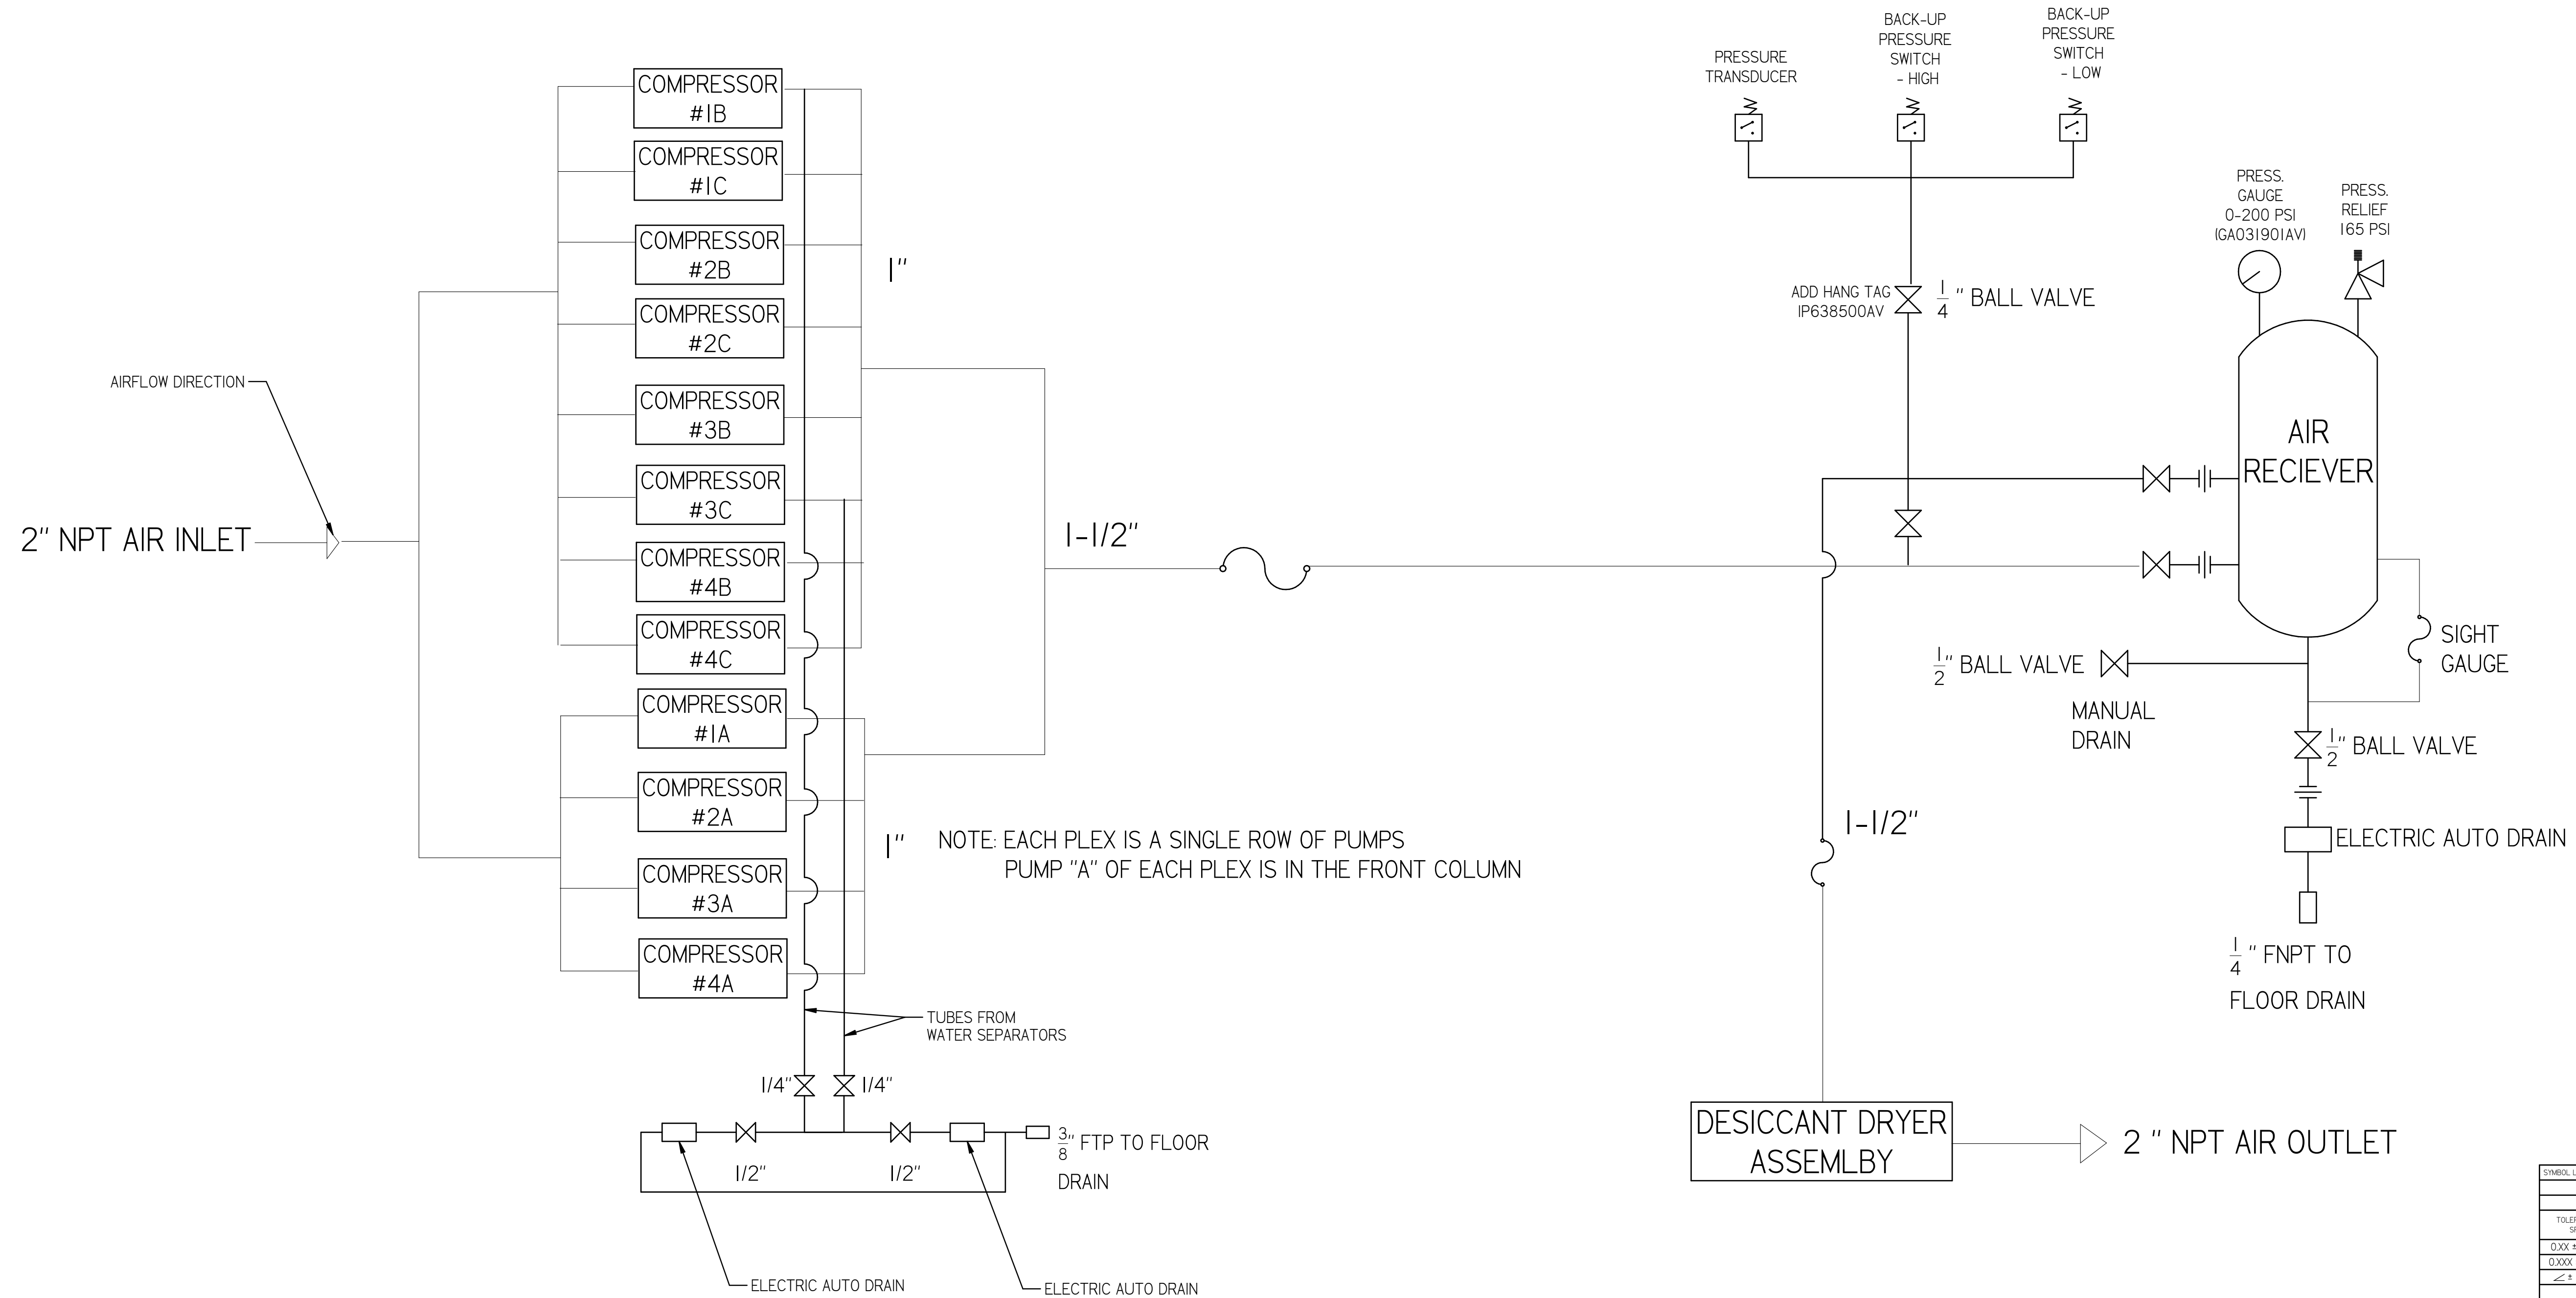 BACK-UP
PRESSURE
SWITCH
- HIGH
BACK-UP
PRESSURE
SWITCH
- LOW
PRESSURE
TRANSDUCER
COMPRESSOR
#1B
COMPRESSOR
#1C
COMPRESSOR
#2B
COMPRESSOR
#2C
COMPRESSOR
#3B
COMPRESSOR
#3C
COMPRESSOR
#4B
COMPRESSOR
#4C
COMPRESSOR
#1A
COMPRESSOR
#2A
COMPRESSOR
#3A
COMPRESSOR
#4A
1"
1"
AIRFLOW DIRECTION
2" NPT AIR INLET
1-1/2"
NOTE: EACH PLEX IS A SINGLE ROW OF PUMPS
PUMP "A" OF EACH PLEX IS IN THE FRONT COLUMN
TUBES FROM
WATER SEPARATORS
1/4"
1/4"
1/2"
1/2"
3/8" FTP TO FLOOR
DRAIN
ELECTRIC AUTO DRAIN
ELECTRIC AUTO DRAIN
PRESS.
GAUGE
0-200 PSI
(GA031901AV)
PRESS.
RELIEF
165 PSI
ADD HANG TAG
IP638500AV
1/4 " BALL VALVE
AIR
RECIEVER
SIGHT
GAUGE
1/2" BALL VALVE
MANUAL
DRAIN
1/2" BALL VALVE
ELECTRIC AUTO DRAIN
1/4 " FNPT TO
FLOOR DRAIN
1-1/2"
DESICCANT DRYER
ASSEMLBY
2 " NPT AIR OUTLET
SYMBOL
0.XX ±
0.XXX
∠ ±